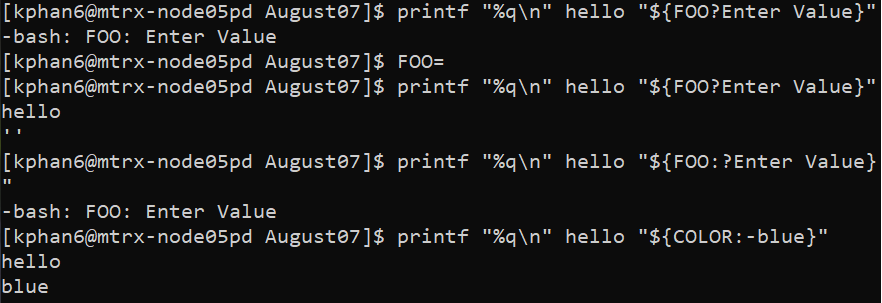 [kphan6@mtrx-node05pd August07]$ printf "%q\n" hello "${FOO?Enter Value}"
-bash: FOO: Enter Value
[kphan6@mtrx-node05pd August07]$ FOO=
[kphan6@mtrx-node05pd August07]$ printf "%q\n" hello "${FOO?Enter Value}"
hello
''
[kphan6@mtrx-node05pd August07]$ printf "%q\n" hello "${FOO:?Enter Value}
"
-bash: FOO: Enter Value
[kphan6@mtrx-node05pd August07]$ printf "%q\n" hello "${COLOR:-blue}"
hello
blue